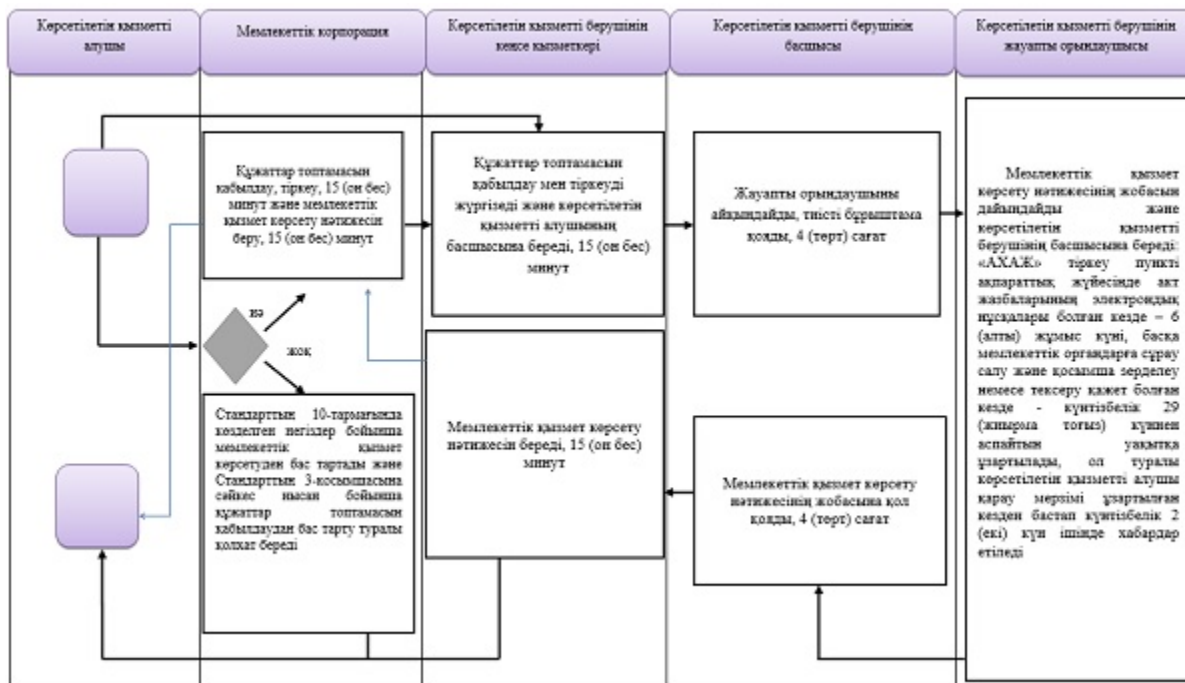 Көрсетілетін қызметті
алушы
Мемлекеттік корпорация
Көрсетілетін қызметті берушінің
кеңсе қызметкері
Көрсетілетін қызметті берушінің
басшысы
Көрсетілетін қызметті берушінің
жауапты орындаушысы
Құжаттар топтамасын
қабылдау, тіркеу, 15 (он бес)
минут және мемлекеттік
қызмет көрсету нәтижесін
беру, 15 (он бес) минут
Құжаттар топтамасын
қабылдау мен тіркеуді
жүргізеді және көрсетілетін
қызметті алушының
басшысына береді, 15 (он бес)
минут
Жауапты орындаушыны
айқындайды, тиісті бұрыштама
қояды, 4 (төрт) сағат
Мемлекеттік қызмет
көрсету нәтижесінің жобасын
дайындайды және
көрсетілетін қызметті
берушінің басшысына береді:
«АХАЖ» тіркеу пункті
ақпараттық жүйесінде акт
жазбаларының электрондық
нұсқалары болған кезде – 6
(алты) жұмыс күні, басқа
мемлекеттік органдарға сұрау
салу және қосымша зерделеу
немесе тексеру қажет болған
кезде - күнтізбелік 29
(жиырма тоғыз) күннен
аспайтын уақытқа
ұзартылады, ол туралы
көрсетілетін қызметті алушы
қарау мерзімі ұзартылған
кезден бастап күнтізбелік 2
(екі) күн ішінде хабардар
етіледі
иә
жоқ
Стандарттың 10-тармағында
көзделген негіздер бойынша
мемлекеттік қызмет
көрсетуден бас тартады және
Стандарттың 3-қосымшасына
сәйкес нысан бойынша
құжаттар топтамасын
қабылдаудан бас тарту туралы
қолхат береді
Мемлекеттік қызмет көрсету
нәтижесін береді, 15 (он бес)
минут
Мемлекеттік қызмет көрсету
нәтижесінің жобасына қол
қояды, 4 (төрт) сағат